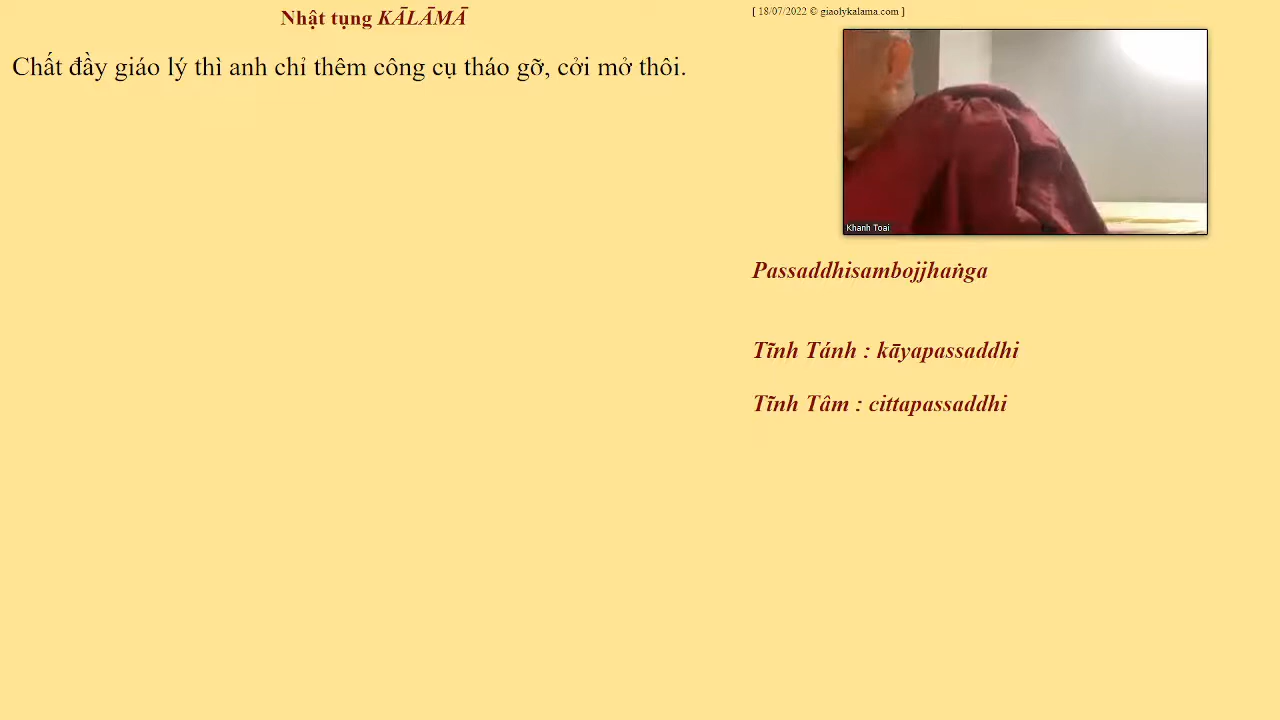 Nhật tụng KĀLĀMĀ
[ 18/07/2022 © giaolykalama.com ]
Chất đầy giáo lý thì anh chỉ thêm công cụ tháo gỡ, cởi mở thôi.
Khanh Toai
Passaddhisambojjhaṅga
Tĩnh Tánh : kāyapassaddhi
Tĩnh Tâm : cittapassaddhi